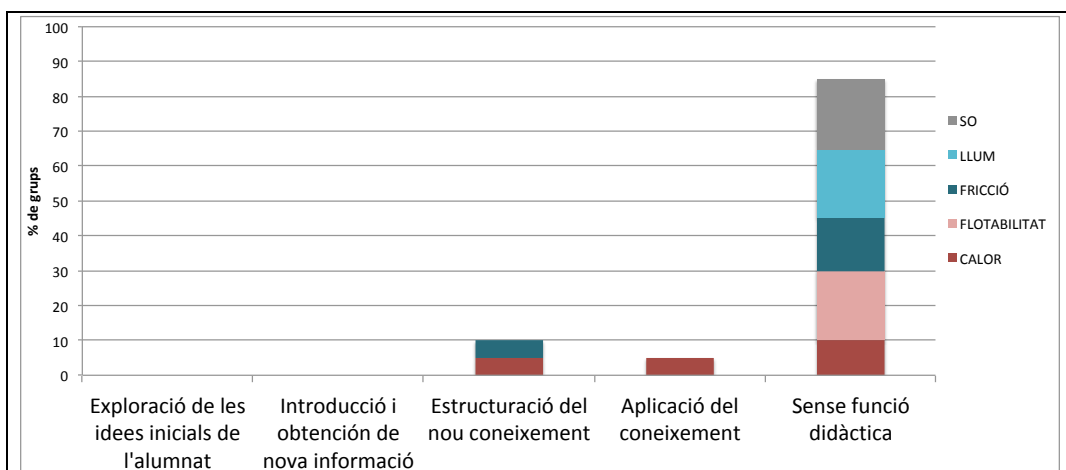 100
90
80
70
60
50
40
30
20
10
0
% de grups
Exploració de les
idees inicials de
l'alumnat
Introducció i
obtención de
nova informació
Estructuració del
nou coneixement
Aplicació del
coneixement
Sense funció
didàctica
SO
LLUM
FRICCIÓ
FLOTABILITAT
CALOR